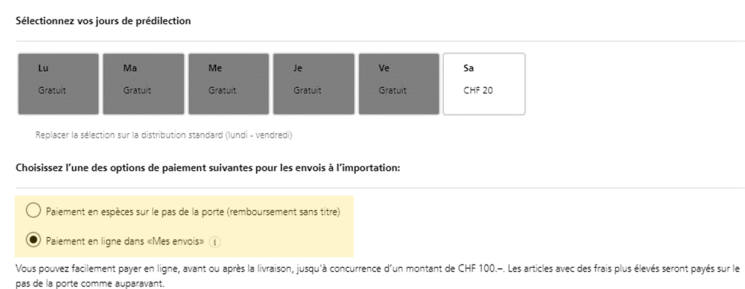 Sélectionnez vos jours de prédilection
Lu Ma Me Je Ve Sa
Gratuit Gratuit Gratuit Gratuit Gratuit CHF 20
Replacer la sélection sur la distribution standard (lundi - vendredi)
Choisissez l'une des options de paiement suivantes pour les envois à l'importation:
Paiement en espèces sur le pas de la porte (remboursement sans titre)
Paiement en ligne dans «Mes envois» i
Vous pouvez facilement payer en ligne, avant ou après la livraison, jusqu'à concurrence d'un montant de CHF 100.–. Les articles avec des frais plus élevés seront payés sur le
pas de la porte comme auparavant.